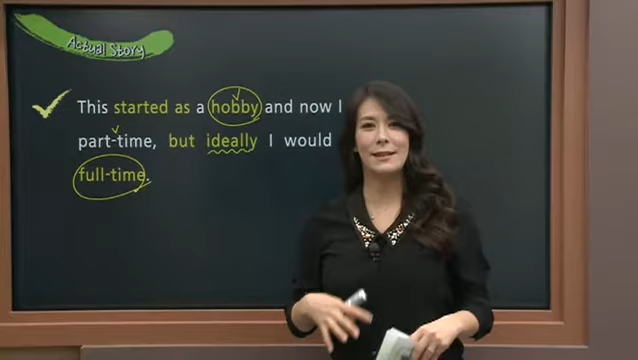 Actual Story
This started as a hobby and now I
part-time, but ideally I would
full-time.